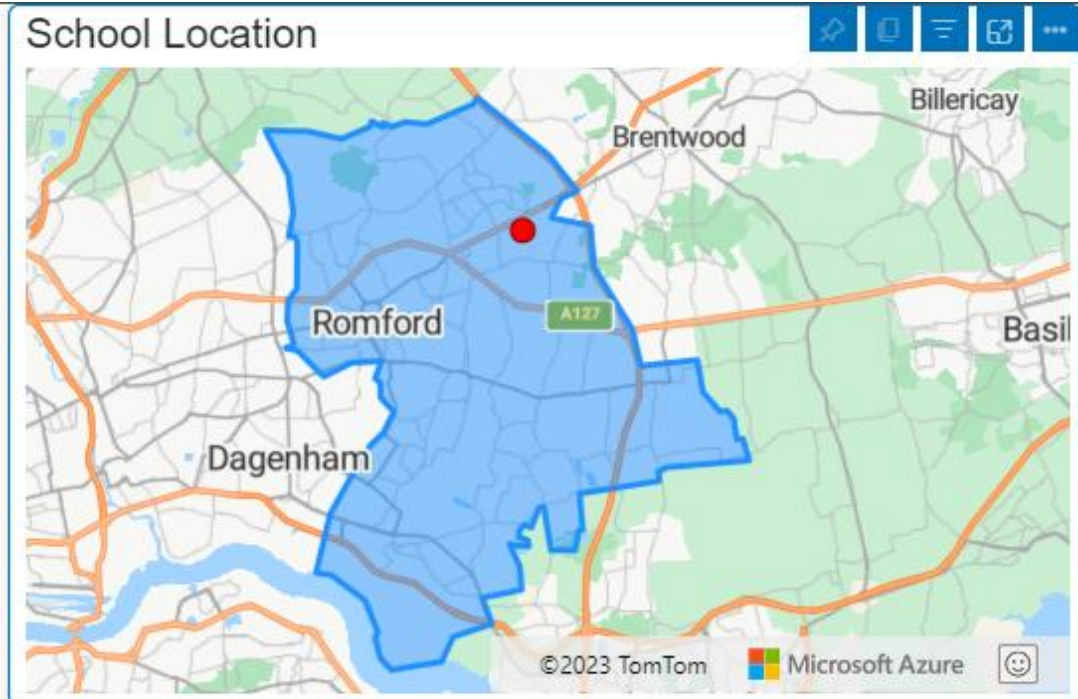 School Location
Billericay
Brentwood
A127
Romford
Basil
Dagenham
©2023 TomTom
Microsoft Azure